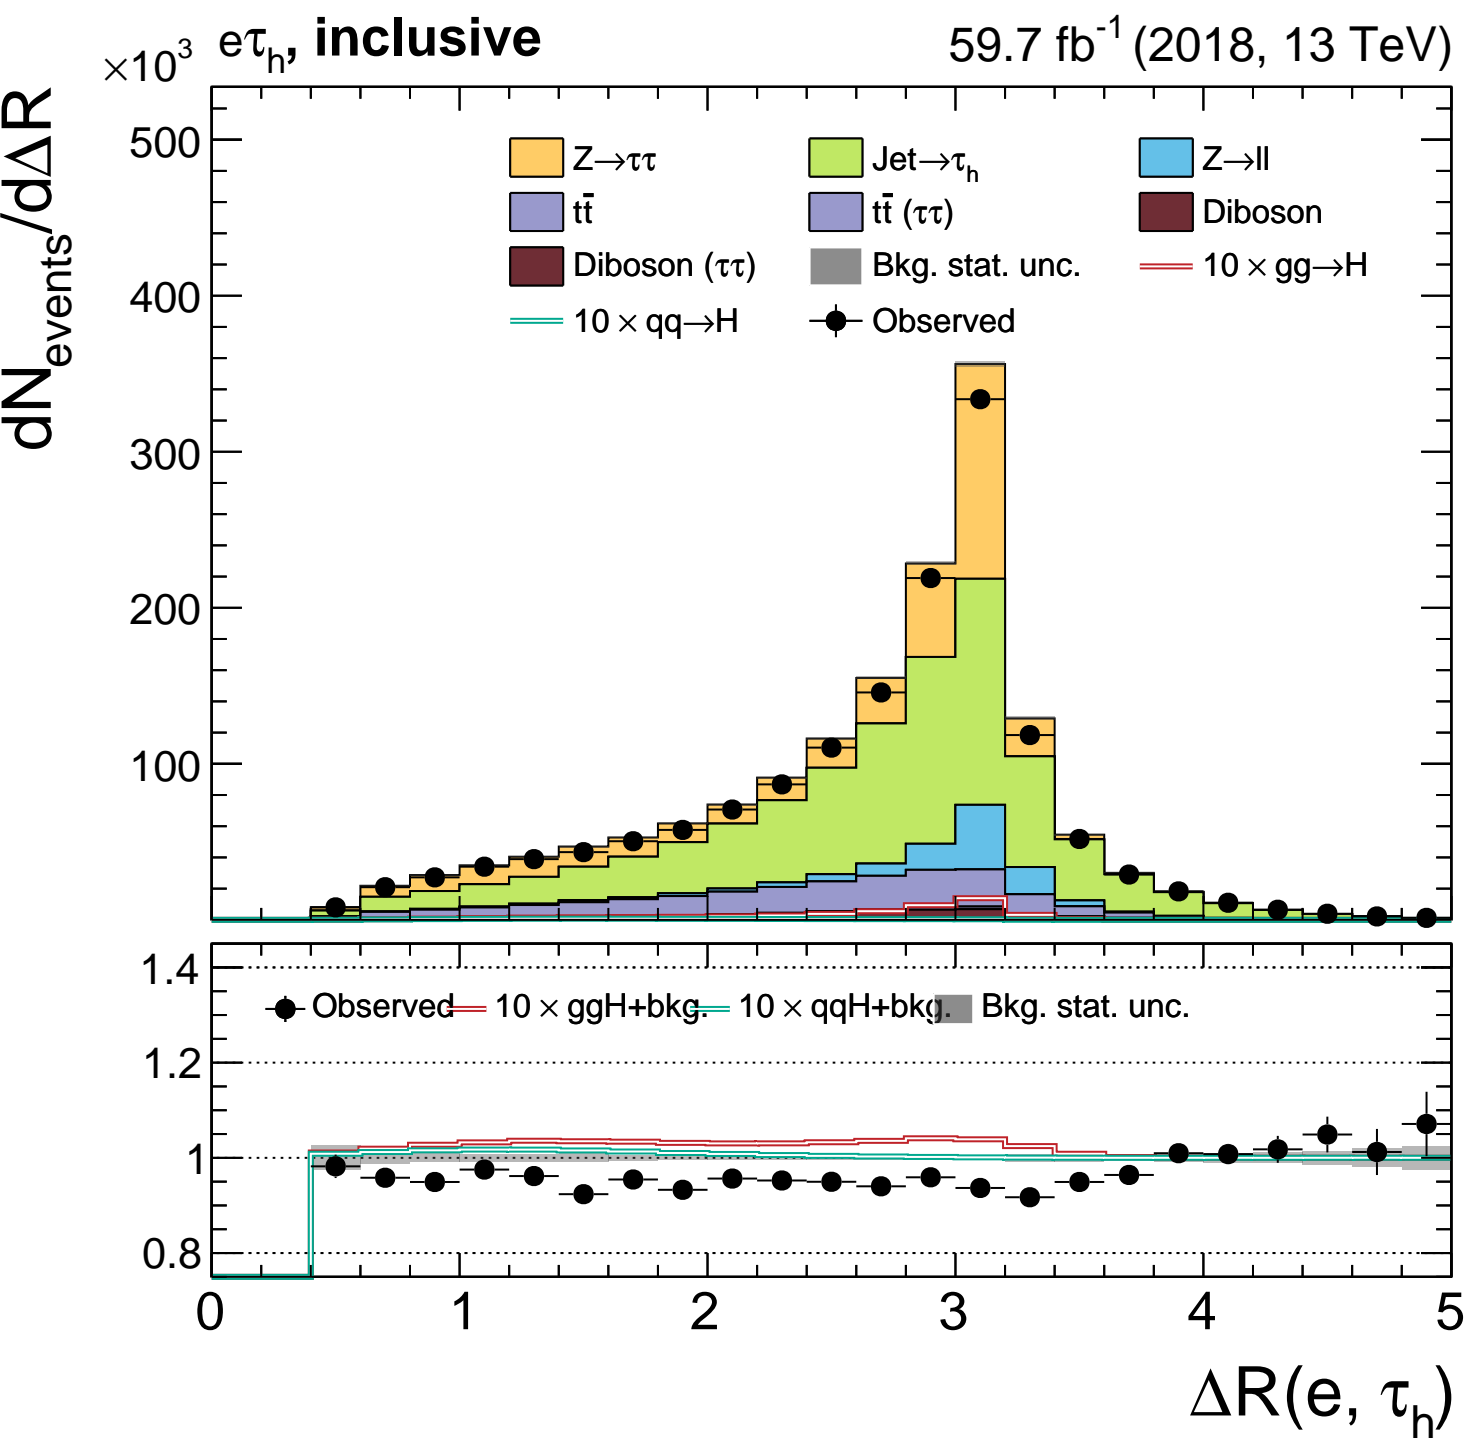 ×10³ eτₕ, inclusive 59.7 fb⁻¹ (2018, 13 TeV)
dN_events/dΔR
500
400
300
200
100
Z→ττ Jet→τₕ Z→ll
tt̄ tt̄ (ττ) Diboson
Diboson (ττ) Bkg. stat. unc. 10 × gg→H
10 × qq→H Observed
1.4
1.2
1
0.8
Observed 10 × ggH+bkg. 10 × qqH+bkg. Bkg. stat. unc.
0 1 2 3 4 5
ΔR(e, τₕ)